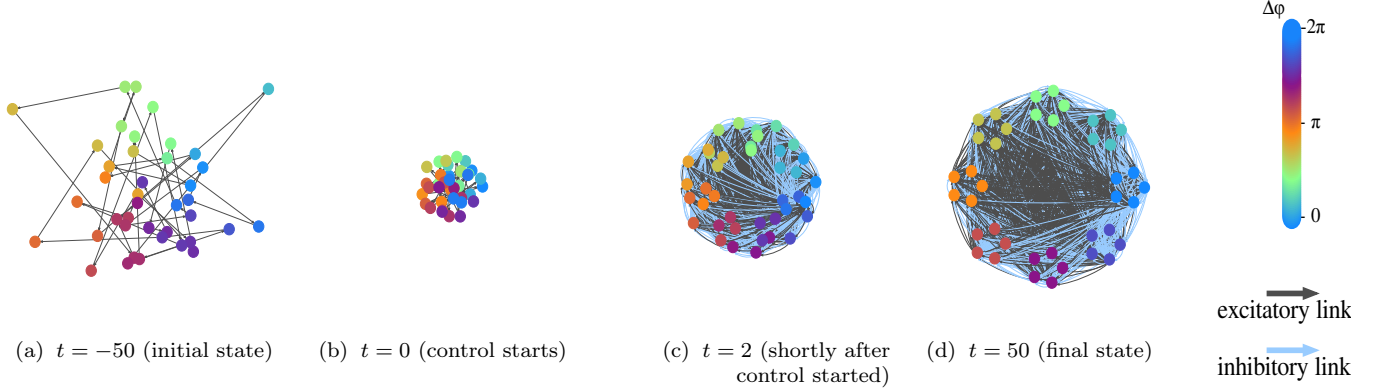 Δφ
2π
π
0
excitatory link
inhibitory link
(a) t = −50 (initial state)
(b) t = 0 (control starts)
(c) t = 2 (shortly after
control started)
(d) t = 50 (final state)